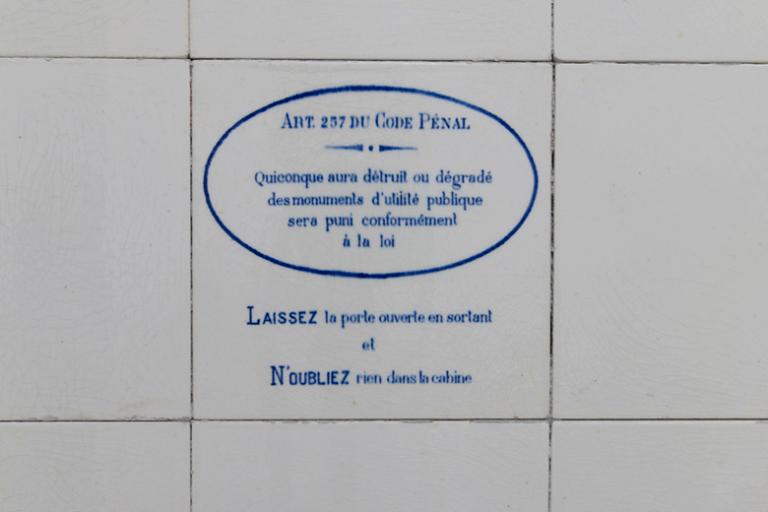 ART. 257 DU CODE PÉNAL
Quiconque aura détruit ou dégradé
des monuments d'utilité publique
sera puni conformément
à la loi
LAISSEZ la porte ouverte en sortant
et
N'OUBLIEZ rien dans la cabine